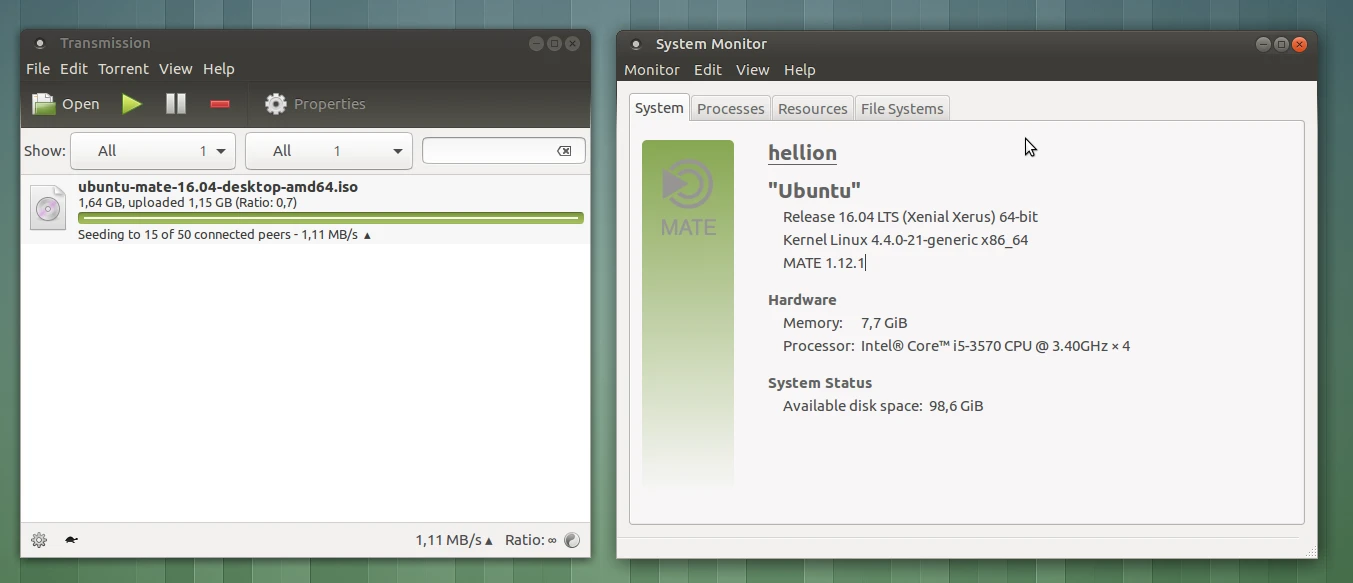 Transmission
File Edit Torrent View Help
Open Properties
Show: All 1 All 1
ubuntu-mate-16.04-desktop-amd64.iso
1,64 GB, uploaded 1,15 GB (Ratio: 0,7)
Seeding to 15 of 50 connected peers - 1,11 MB/s ▲
1,11 MB/s ▲ Ratio: ∞
System Monitor
Monitor Edit View Help
System Processes Resources File Systems
MATE
hellion
"Ubuntu"
Release 16.04 LTS (Xenial Xerus) 64-bit
Kernel Linux 4.4.0-21-generic x86_64
MATE 1.12.1
Hardware
Memory: 7,7 GiB
Processor: Intel® Core™ i5-3570 CPU @ 3.40GHz × 4
System Status
Available disk space: 98,6 GiB